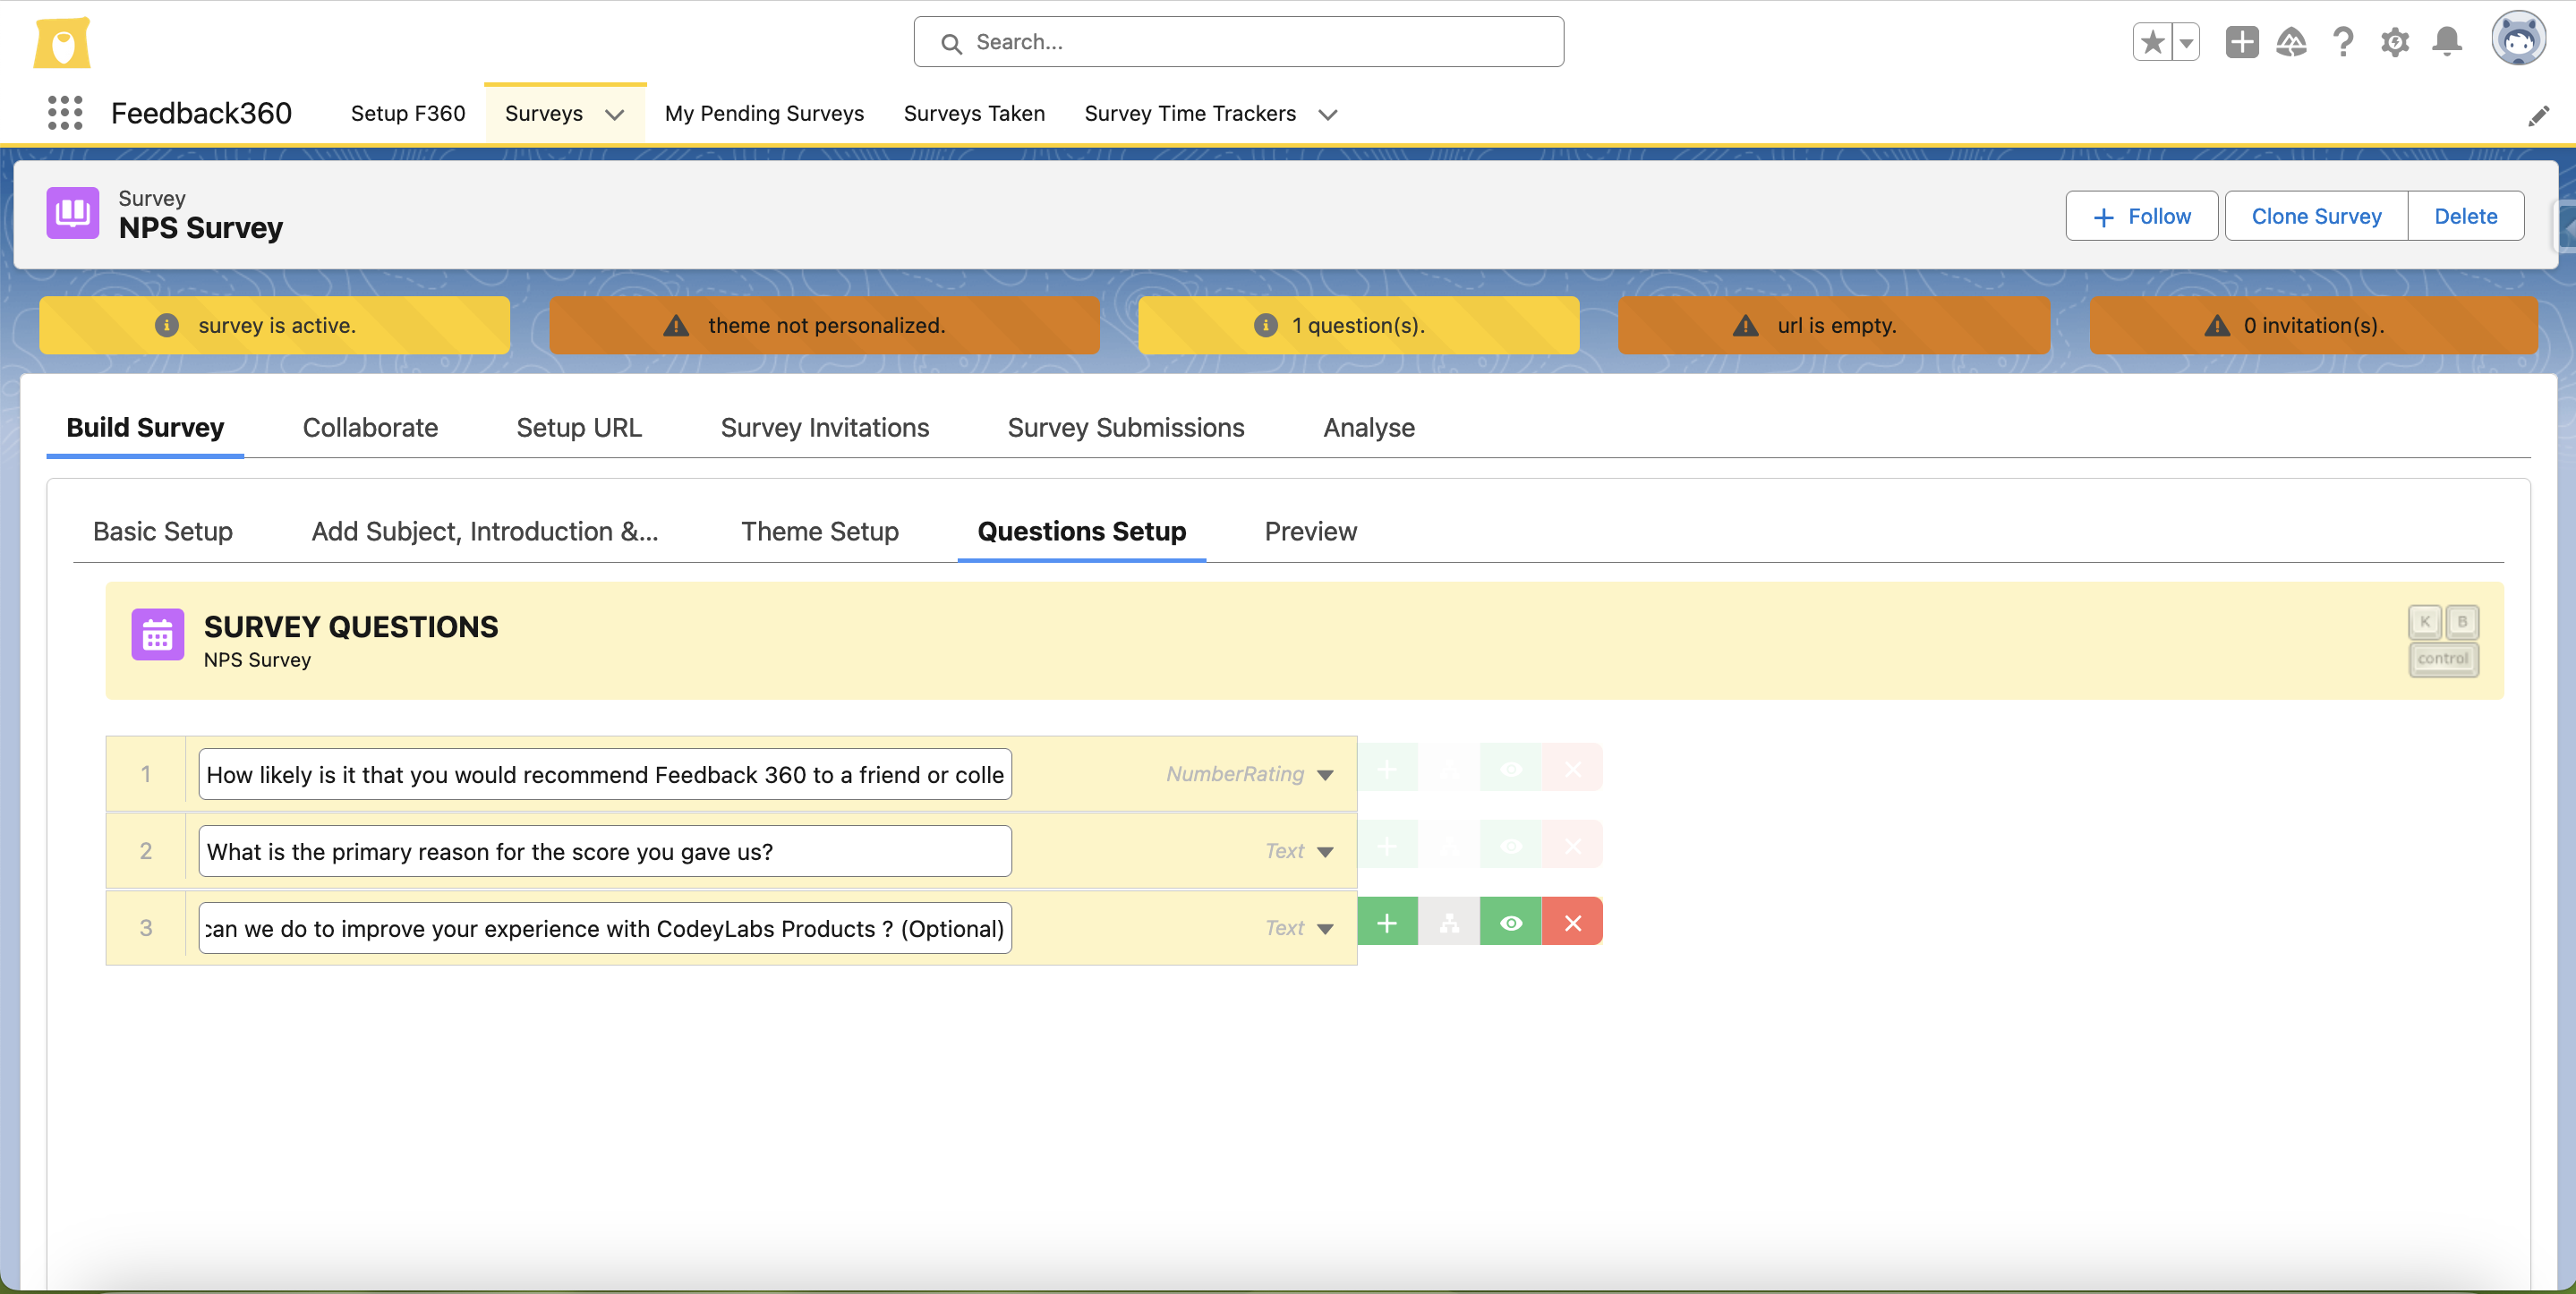 Search...
Feedback360
Setup F360
Surveys
My Pending Surveys
Surveys Taken
Survey Time Trackers
Survey
NPS Survey
Follow
Clone Survey
Delete
survey is active.
theme not personalized.
1 question(s).
url is empty.
0 invitation(s).
Build Survey
Collaborate
Setup URL
Survey Invitations
Survey Submissions
Analyse
Basic Setup
Add Subject, Introduction &...
Theme Setup
Questions Setup
Preview
SURVEY QUESTIONS
NPS Survey
K B
control
1 How likely is it that you would recommend Feedback 360 to a friend or colle NumberRating
2 What is the primary reason for the score you gave us? Text
3 can we do to improve your experience with CodeyLabs Products ? (Optional) Text